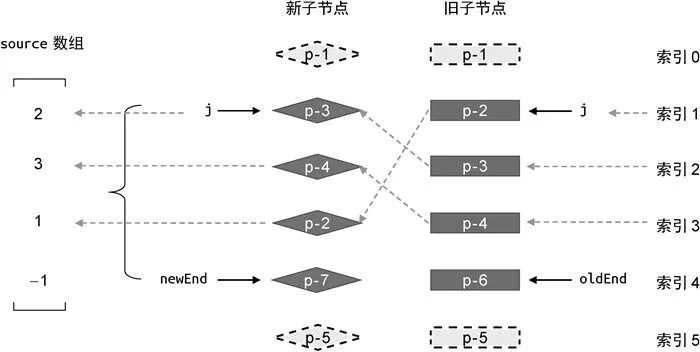 新子节点 旧子节点
source 数组 p-1 p-1 索引 0
2 j p-3 p-2 j 索引 1
3 p-4 p-3 索引 2
1 p-2 p-4 索引 3
−1 newEnd p-7 p-6 oldEnd 索引 4
p-5 p-5 索引 5